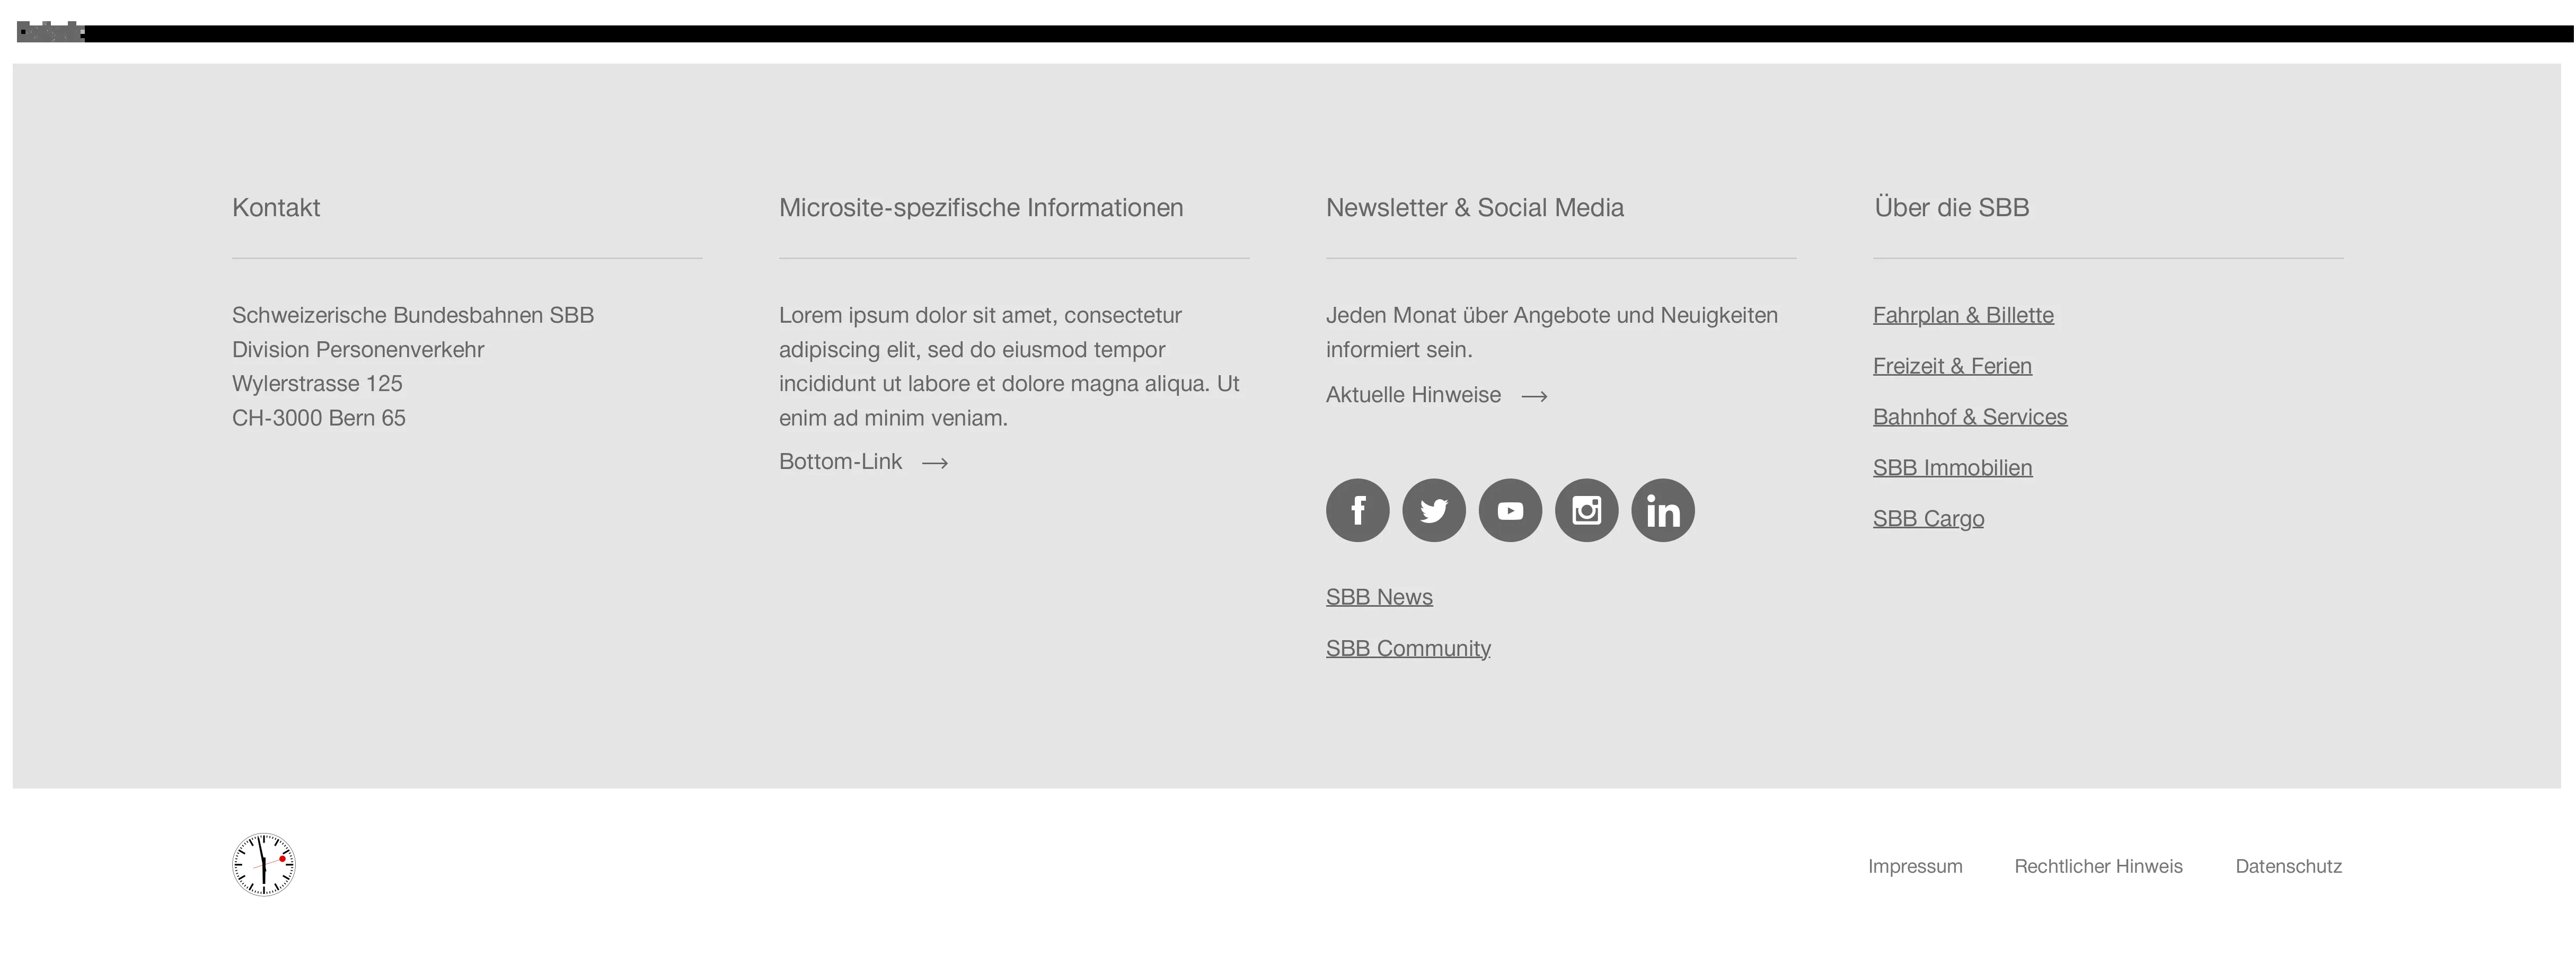 Kontakt
Schweizerische Bundesbahnen SBB
Division Personenverkehr
Wylerstrasse 125
CH-3000 Bern 65
Microsite-spezifische Informationen
Lorem ipsum dolor sit amet, consectetur
adipiscing elit, sed do eiusmod tempor
incididunt ut labore et dolore magna aliqua. Ut
enim ad minim veniam.
Bottom-Link
Newsletter & Social Media
Jeden Monat über Angebote und Neuigkeiten
informiert sein.
Aktuelle Hinweise
SBB News
SBB Community
Über die SBB
Fahrplan & Billette
Freizeit & Ferien
Bahnhof & Services
SBB Immobilien
SBB Cargo
Impressum
Rechtlicher Hinweis
Datenschutz